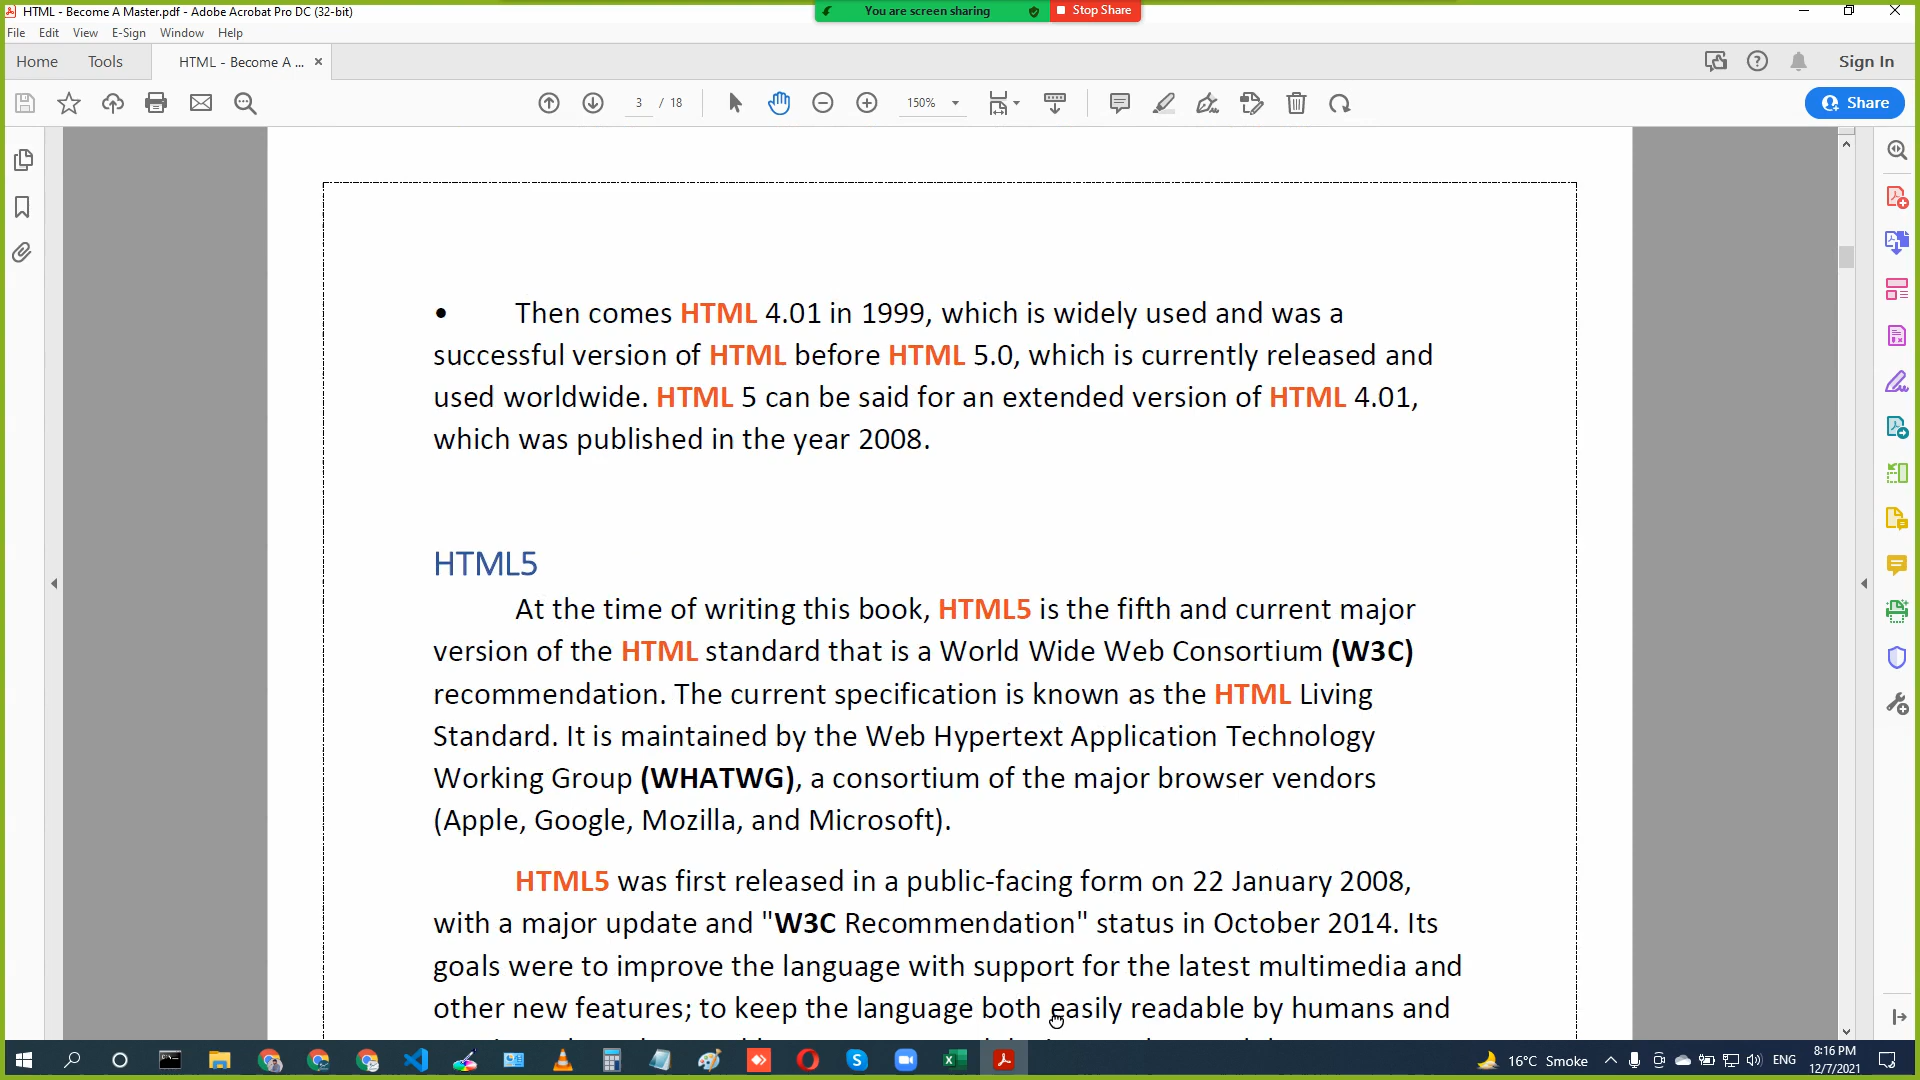 HTML - Become A Master.pdf - Adobe Acrobat Pro DC (32-bit)
You are screen sharing
Stop Share
File Edit View E-Sign Window Help
Home Tools HTML - Become A ... Sign In
3 / 18 150% Share
• Then comes HTML 4.01 in 1999, which is widely used and was a
successful version of HTML before HTML 5.0, which is currently released and
used worldwide. HTML 5 can be said for an extended version of HTML 4.01,
which was published in the year 2008.
HTML5
At the time of writing this book, HTML5 is the fifth and current major
version of the HTML standard that is a World Wide Web Consortium (W3C)
recommendation. The current specification is known as the HTML Living
Standard. It is maintained by the Web Hypertext Application Technology
Working Group (WHATWG), a consortium of the major browser vendors
(Apple, Google, Mozilla, and Microsoft).
HTML5 was first released in a public-facing form on 22 January 2008,
with a major update and "W3C Recommendation" status in October 2014. Its
goals were to improve the language with support for the latest multimedia and
other new features; to keep the language both easily readable by humans and
16°C Smoke ENG 8:16 PM
12/7/2021